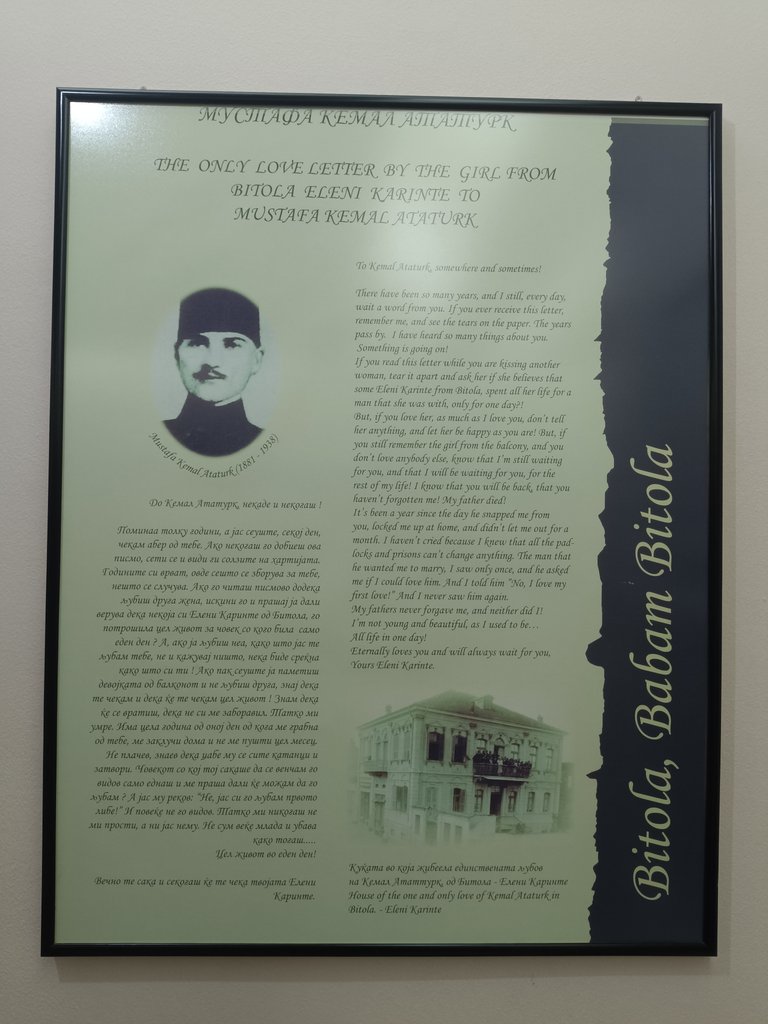 МУСТАФА КЕМАЛ АТАТУРК
THE ONLY LOVE LETTER BY THE GIRL FROM
BITOLA ELENI KARINTE TO
MUSTAFA KEMAL ATATURK
Mustafa Kemal Ataturk (1881 - 1938)
До Кемал Ататурк, некаде и некогаш !
Поминаа толку години, а јас сеуште, секој ден,
чекам абер од тебе. Ако некогаш го добиеш ова
писмо, сети се и види ги солзите на хартијата.
Годините си врват, овде сешто се зборува за тебе,
нешто се случува. Ако го читаш писмово додека
љубиш друга жена, искини го и прашај ја дали
верува дека некоја си Елени Каринте од Битола, го
потрошила цел живот за човек со кого била само
еден ден ? А, ако ја љубиш неа, како што јас те
љубам тебе, не и кажувај ништо, нека биде среќна
како што си ти ! Ако пак сеуште ја паметиш
девојката од балконот и не љубиш друга, знај дека
те чекам и дека ќе те чекам цел живот ! Знам дека
ќе се вратиш, дека не си ме заборавил. Татко ми
умре. Има цела година од оној ден од кога ме грабна
од тебе, ме заклучи дома и не ме пушти цел месец.
Не плачев, знаев дека џабе му се сите катанци и
затвори. Човекот со кој тој сакаше да се венчам го
видов само еднаш и ме праша дали ќе можам да го
љубам ? А јас му реков: "Не, јас си го љубам првото
либе!" И повеќе не го видов. Татко ми никогаш не
ми прости, а ни јас нему. Не сум веќе млада и убава
како тогаш.....
Цел живот во еден ден!
Вечно те сака и секогаш ќе те чека твојата Елени
Каринте.
To Kemal Ataturk, somewhere and sometimes!
There have been so many years, and I still, every day,
wait a word from you. If you ever receive this letter,
remember me, and see the tears on the paper. The years
pass by. I have heard so many things about you.
Something is going on!
If you read this letter while you are kissing another
woman, tear it apart and ask her if she believes that
some Eleni Karinte from Bitola, spent all her life for a
man that she was with, only for one day?!
But, if you love her, as much as I love you, don't tell
her anything, and let her be happy as you are! But, if
you still remember the girl from the balcony, and you
don't love anybody else, know that I'm still waiting
for you, and that I will be waiting for you, for the
rest of my life! I know that you will be back, that you
haven't forgotten me! My father died!
It's been a year since the day he snapped me from
you, locked me up at home, and didn't let me out for a
month. I haven't cried because I knew that all the pad-
locks and prisons can't change anything. The man that
he wanted me to marry, I saw only once, and he asked
me if I could love him. And I told him "No, I love my
first love!" And I never saw him again.
My fathers never forgave me, and neither did I!
I'm not young and beautiful, as I used to be...
All life in one day!
Eternally loves you and will always wait for you,
Yours Eleni Karinte.
Куќата во која живеела единствената љубов
на Кемал Ататтурк, од Битола - Елени Каринте
House of the one and only love of Kemal Ataturk in
Bitola. - Eleni Karinte
Bitola, Babam Bitola